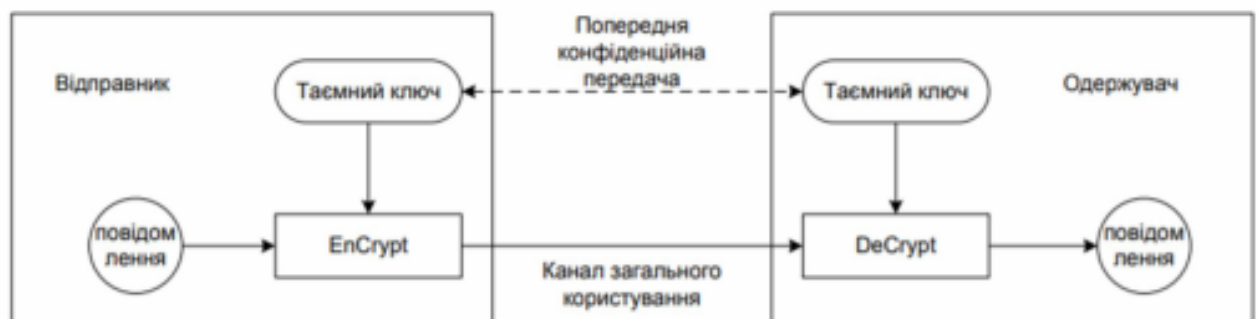 Попередня
конфіденційна
передача
Відправник
Таємний ключ
Таємний ключ
Одержувач
повідом
лення
EnCrypt
DeCrypt
повідом
лення
Канал загального
користування